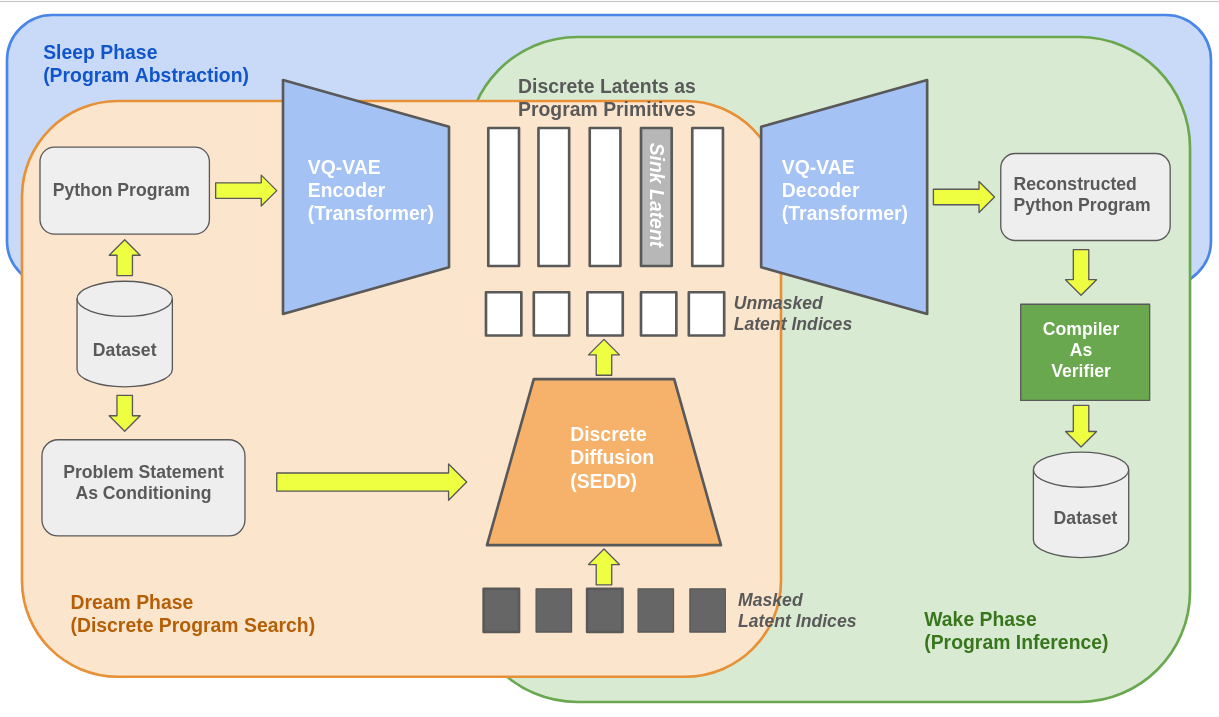 Sleep Phase
(Program Abstraction)
Discrete Latents as
Program Primitives
Python Program
VQ-VAE
Encoder
(Transformer)
Sink Latent
VQ-VAE
Decoder
(Transformer)
Reconstructed
Python Program
Unmasked
Latent Indices
Dataset
Compiler
As
Verifier
Problem Statement
As Conditioning
Discrete
Diffusion
(SEDD)
Dataset
Dream Phase
(Discrete Program Search)
Masked
Latent Indices
Wake Phase
(Program Inference)